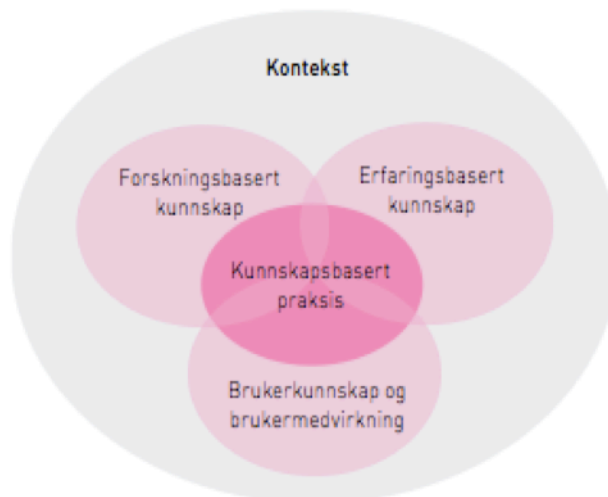 Kontekst
Forskningsbasert
kunnskap
Erfaringsbasert
kunnskap
Kunnskapsbasert
praksis
Brukerkunnskap og
brukermedvirkning